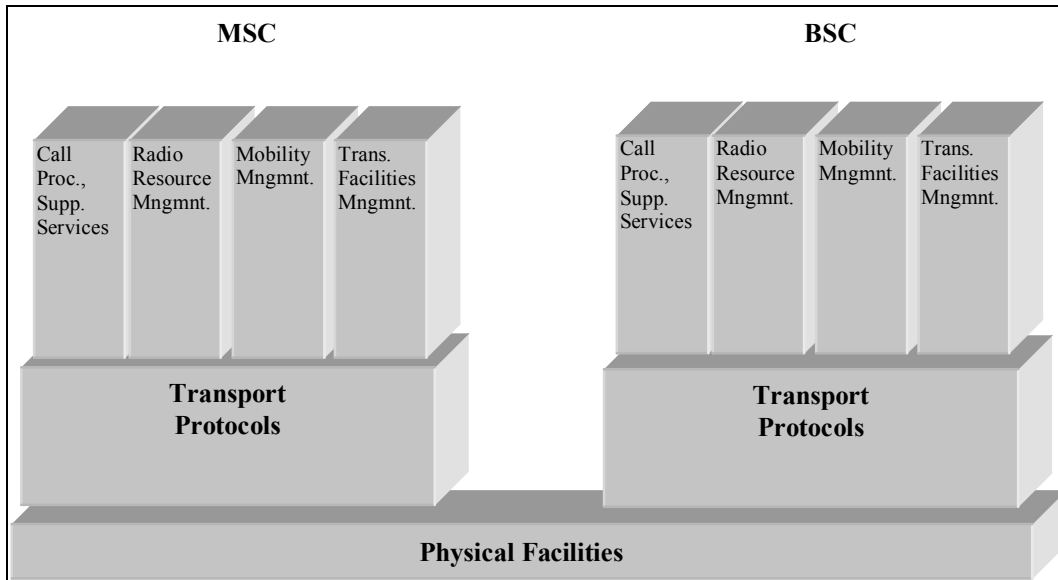 MSC
BSC
Call
Proc.,
Supp.
Services
Radio
Resource
Mngmnt.
Mobility
Mngmnt.
Trans.
Facilities
Mngmnt.
Call
Proc.,
Supp.
Services
Radio
Resource
Mngmnt.
Mobility
Mngmnt.
Trans.
Facilities
Mngmnt.
Transport
Protocols
Transport
Protocols
Physical Facilities